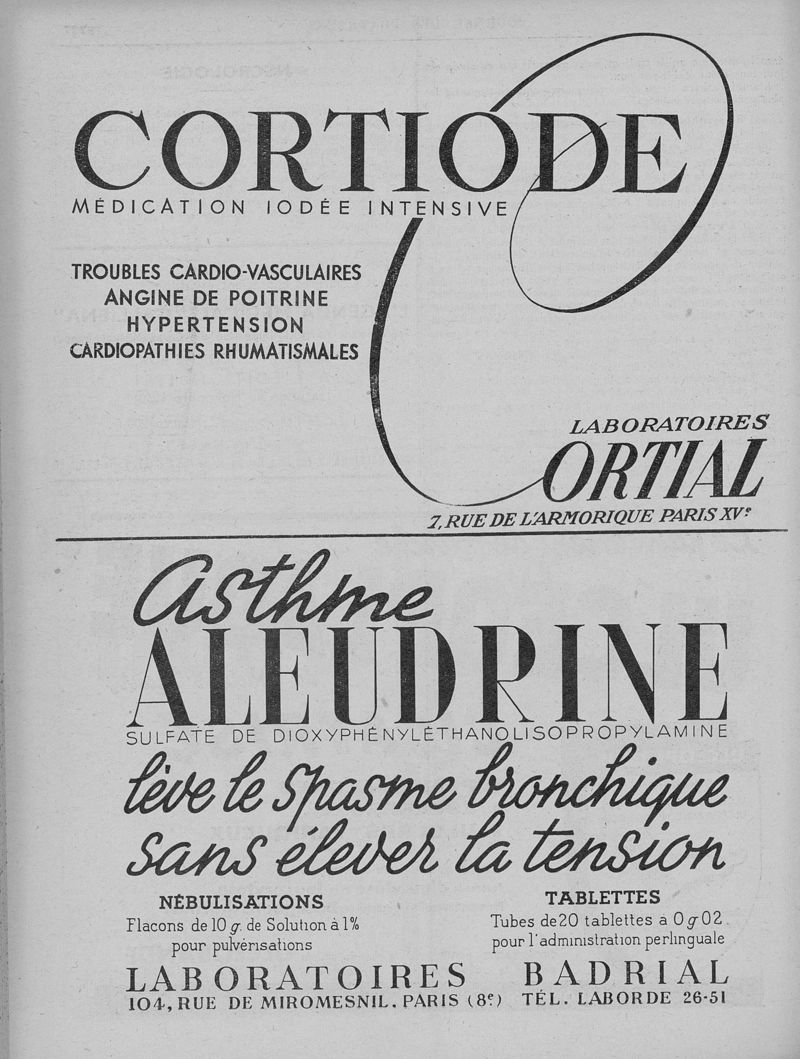 CORTIODE
MÉDICATION IODÉE INTENSIVE
TROUBLES CARDIO-VASCULAIRES
ANGINE DE POITRINE
HYPERTENSION
CARDIOPATHIES RHUMATISMALES
LABORATOIRES
CORTIAL
7, RUE DE L'ARMORIQUE PARIS XVe
Asthme
ALEUDRINE
SULFATE DE DIOXYPHÉNYLÉTHANOLISOPROPYLAMINE
lève le spasme bronchique
sans élever la tension
NÉBULISATIONS
Flacons de 10 g. de Solution à 1%
pour pulvérisations
TABLETTES
Tubes de 20 tablettes a 0 g 02
pour l'administration perlinguale
LABORATOIRES BADRIAL
104, RUE DE MIROMESNIL. PARIS (8e) TÉL. LABORDE 26-51